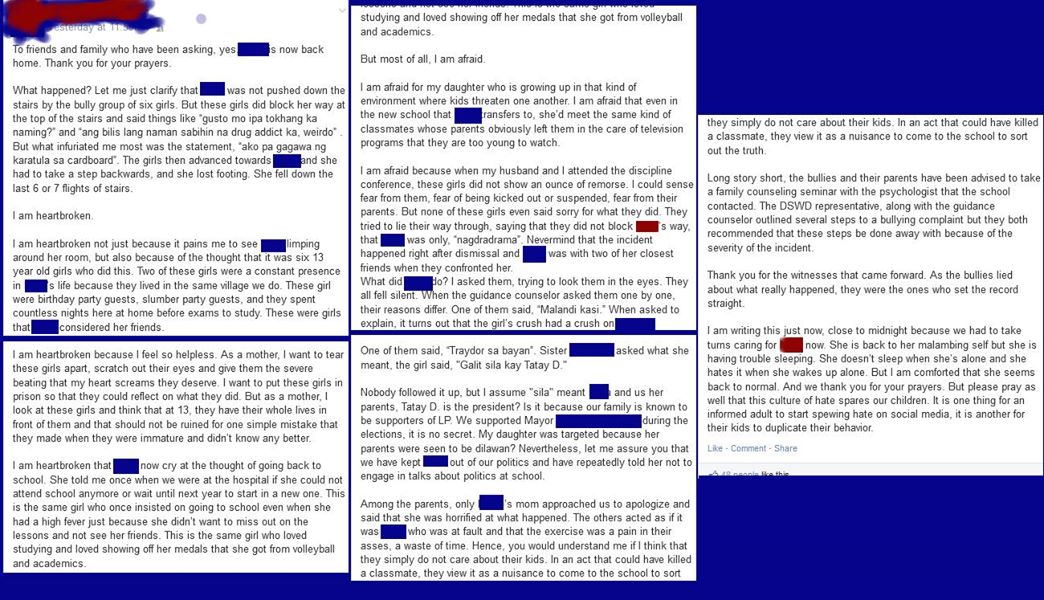 yesterday at 11:
To friends and family who have been asking, yes is now back
home. Thank you for your prayers.
What happened? Let me just clarify that was not pushed down the
stairs by the bully group of six girls. But these girls did block her way at
the top of the stairs and said things like "gusto mo ipa tokhang ka
naming?" and "ang bilis lang naman sabihin na drug addict ka, weirdo" .
But what infuriated me most was the statement, "ako pa gagawa ng
karatula sa cardboard". The girls then advanced towards and she
had to take a step backwards, and she lost footing. She fell down the
last 6 or 7 flights of stairs.
I am heartbroken.
I am heartbroken not just because it pains me to see limping
around her room, but also because of the thought that it was six 13
year old girls who did this. Two of these girls were a constant presence
in 's life because they lived in the same village we do. These girl
were birthday party guests, slumber party guests, and they spent
countless nights here at home before exams to study. These were girls
that considered her friends.
I am heartbroken because I feel so helpless. As a mother, I want to tear
these girls apart, scratch out their eyes and give them the severe
beating that my heart screams they deserve. I want to put these girls in
prison so that they could reflect on what they did. But as a mother, I
look at these girls and think that at 13, they have their whole lives in
front of them and that should not be ruined for one simple mistake that
they made when they were immature and didn't know any better.
I am heartbroken that now cry at the thought of going back to
school. She told me once when we were at the hospital if she could not
attend school anymore or wait until next year to start in a new one. This
is the same girl who once insisted on going to school even when she
had a high fever just because she didn't want to miss out on the
lessons and not see her friends. This is the same girl who loved
studying and loved showing off her medals that she got from volleyball
and academics.
lessons and not see her friends. This is the same girl who loved
studying and loved showing off her medals that she got from volleyball
and academics.
But most of all, I am afraid.
I am afraid for my daughter who is growing up in that kind of
environment where kids threaten one another. I am afraid that even in
the new school that transfers to, she'd meet the same kind of
classmates whose parents obviously left them in the care of television
programs that they are too young to watch.
I am afraid because when my husband and I attended the discipline
conference, these girls did not show an ounce of remorse. I could sense
fear from them, fear of being kicked out or suspended, fear from their
parents. But none of these girls even said sorry for what they did. They
tried to lie their way through, saying that they did not block 's way,
that was only, "nagdradrama". Nevermind that the incident
happened right after dismissal and was with two of her closest
friends when they confronted her.
What did do? I asked them, trying to look them in the eyes. They
all fell silent. When the guidance counselor asked them one by one,
their reasons differ. One of them said, "Malandi kasi." When asked to
explain, it turns out that the girl's crush had a crush on
One of them said, "Traydor sa bayan". Sister asked what she
meant, the girl said, "Galit sila kay Tatay D."
Nobody followed it up, but I assume "sila" meant and us her
parents, Tatay D. is the president? Is it because our family is known to
be supporters of LP. We supported Mayor during the
elections, it is no secret. My daughter was targeted because her
parents were seen to be dilawan? Nevertheless, let me assure you that
we have kept out of our politics and have repeatedly told her not to
engage in talks about politics at school.
Among the parents, only 's mom approached us to apologize and
said that she was horrified at what happened. The others acted as if it
was who was at fault and that the exercise was a pain in their
asses, a waste of time. Hence, you would understand me if I think that
they simply do not care about their kids. In an act that could have killed
a classmate, they view it as a nuisance to come to the school to sort
they simply do not care about their kids. In an act that could have killed
a classmate, they view it as a nuisance to come to the school to sort
out the truth.
Long story short, the bullies and their parents have been advised to take
a family counseling seminar with the psychologist that the school
contacted. The DSWD representative, along with the guidance
counselor outlined several steps to a bullying complaint but they both
recommended that these steps be done away with because of the
severity of the incident.
Thank you for the witnesses that came forward. As the bullies lied
about what really happened, they were the ones who set the record
straight.
I am writing this just now, close to midnight because we had to take
turns caring for now. She is back to her malambing self but she is
having trouble sleeping. She doesn't sleep when she's alone and she
hates it when she wakes up alone. But I am comforted that she seems
back to normal. And we thank you for your prayers. But please pray as
well that this culture of hate spares our children. It is one thing for an
informed adult to start spewing hate on social media, it is another for
their kids to duplicate their behavior.
Like - Comment - Share
48 people like this